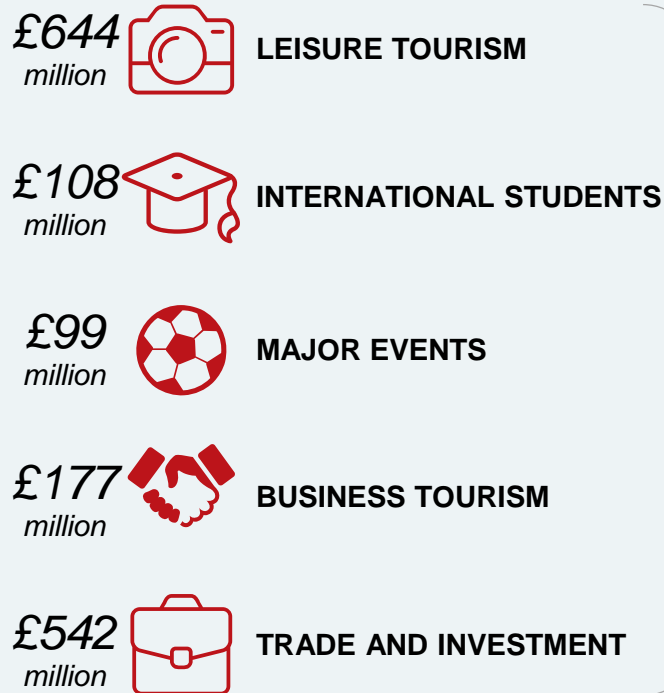 £644
million
LEISURE TOURISM
£108
million
INTERNATIONAL STUDENTS
£99
million
MAJOR EVENTS
£177
million
BUSINESS TOURISM
£542
million
TRADE AND INVESTMENT